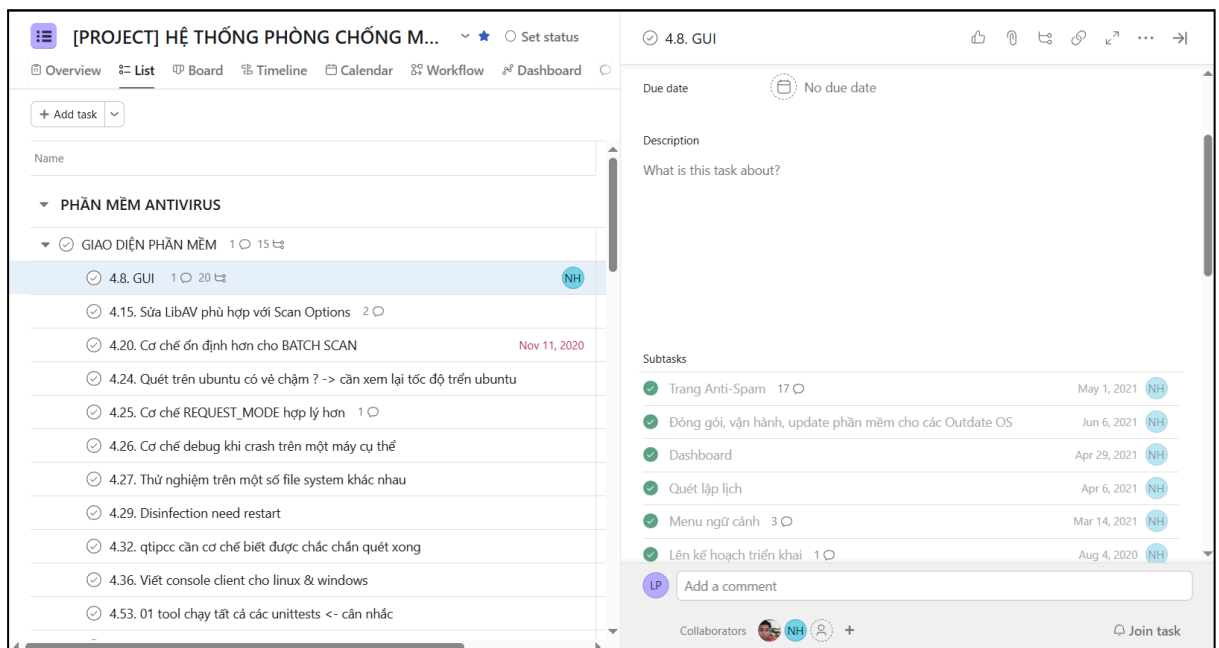 [PROJECT] HỆ THỐNG PHÒNG CHỐNG M... Set status
Overview List Board Timeline Calendar Workflow Dashboard
+ Add task
Name
PHẦN MỀM ANTIVIRUS
GIAO DIỆN PHẦN MỀM 1 15
4.8. GUI 1 20 NH
4.15. Sửa LibAV phù hợp với Scan Options 2
4.20. Cơ chế ổn định hơn cho BATCH SCAN Nov 11, 2020
4.24. Quét trên ubuntu có vẻ chậm ? -> cần xem lại tốc độ trển ubuntu
4.25. Cơ chế REQUEST_MODE hợp lý hơn 1
4.26. Cơ chế debug khi crash trên một máy cụ thể
4.27. Thử nghiệm trên một số file system khác nhau
4.29. Disinfection need restart
4.32. qtipcc cần cơ chế biết được chắc chắn quét xong
4.36. Viết console client cho linux & windows
4.53. 01 tool chạy tất cả các unittests <- cân nhắc
4.8. GUI
Due date No due date
Description
What is this task about?
Subtasks
Trang Anti-Spam 17 May 1, 2021 NH
Đóng gói, vận hành, update phần mềm cho các Outdate OS Jun 6, 2021 NH
Dashboard Apr 29, 2021 NH
Quét lập lịch Apr 6, 2021 NH
Menu ngữ cảnh 3 Mar 14, 2021 NH
Lên kế hoạch triển khai 1 Aug 4, 2020 NH
LP Add a comment
Collaborators NH + Join task